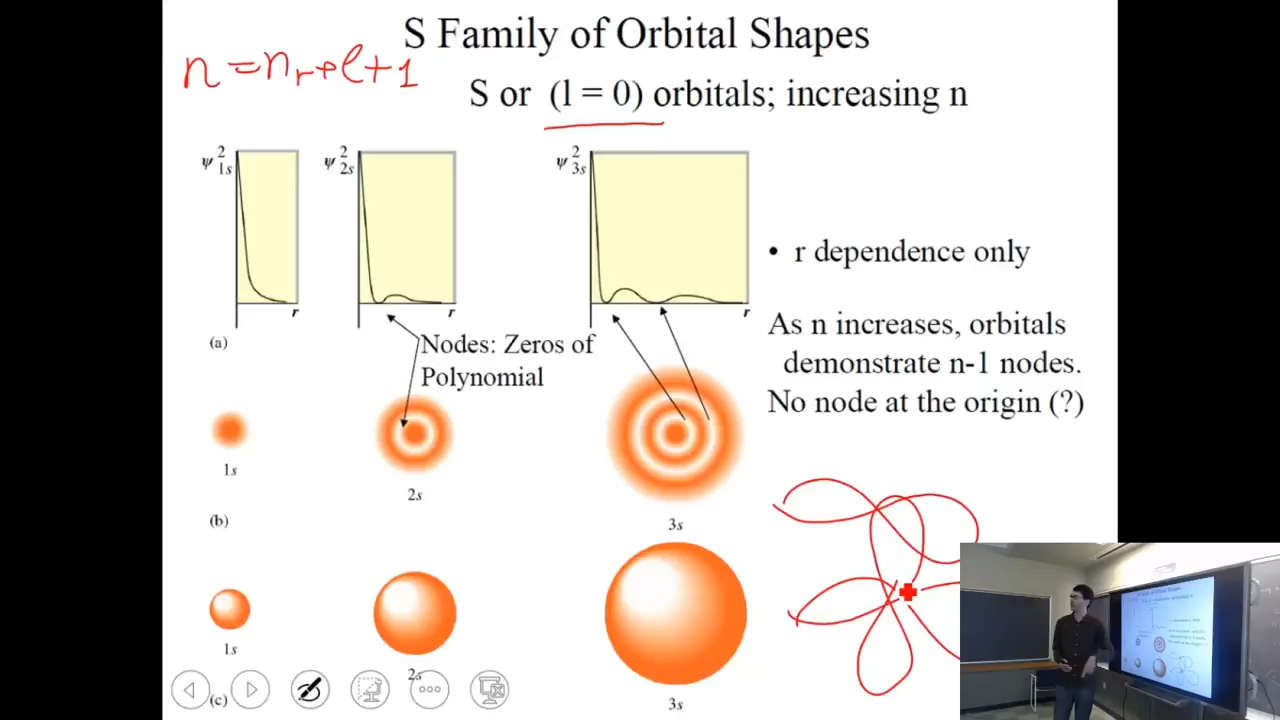 S Family of Orbital Shapes
n = n_r + l + 1
S or (l = 0) orbitals; increasing n
ψ²1s
ψ²2s
ψ²3s
r
r
r
• r dependence only
As n increases, orbitals
demonstrate n-1 nodes.
No node at the origin (?)
(a)
Nodes: Zeros of
Polynomial
1s
2s
3s
(b)
1s
2s
3s
(c)